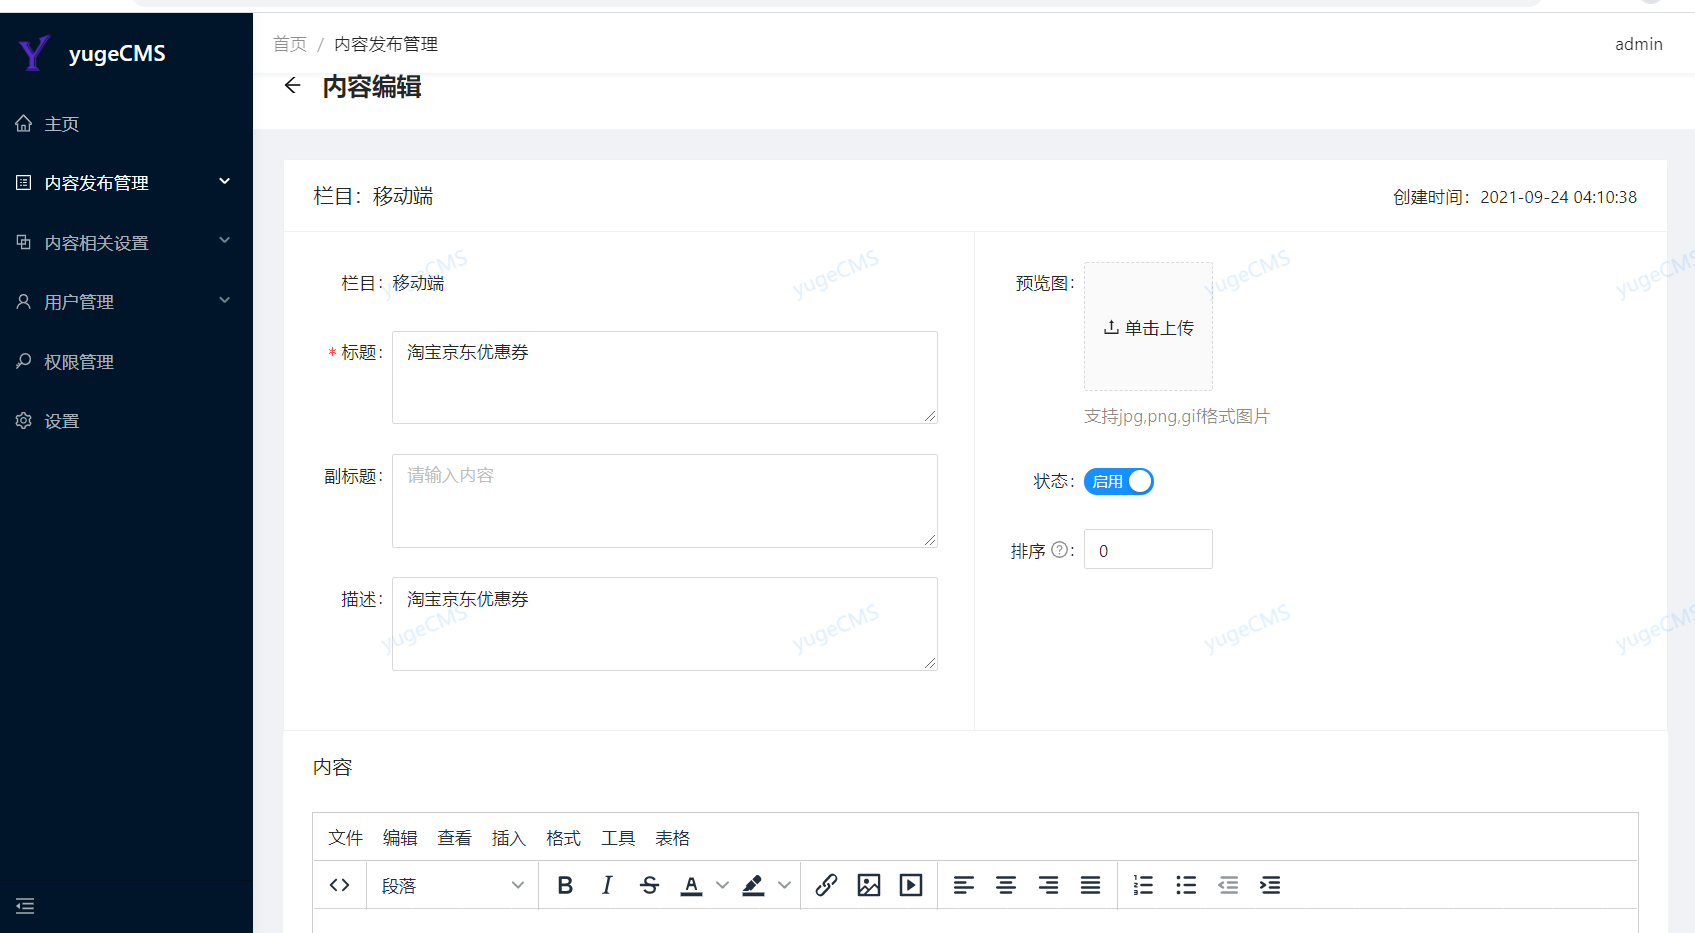 yugeCMS
首页 / 内容发布管理
admin
内容编辑
主页
内容发布管理
内容相关设置
用户管理
权限管理
设置
栏目：移动端
创建时间：2021-09-24 04:10:38
栏目：移动端
* 标题：淘宝京东优惠券
副标题：请输入内容
描述：淘宝京东优惠券
预览图：
单击上传
支持jpg,png,gif格式图片
状态：启用
排序 ?：0
yugeCMS yugeCMS yugeCMS yugeCMS
yugeCMS yugeCMS yugeCMS yugeCMS
内容
文件 编辑 查看 插入 格式 工具 表格
段落 B I S A